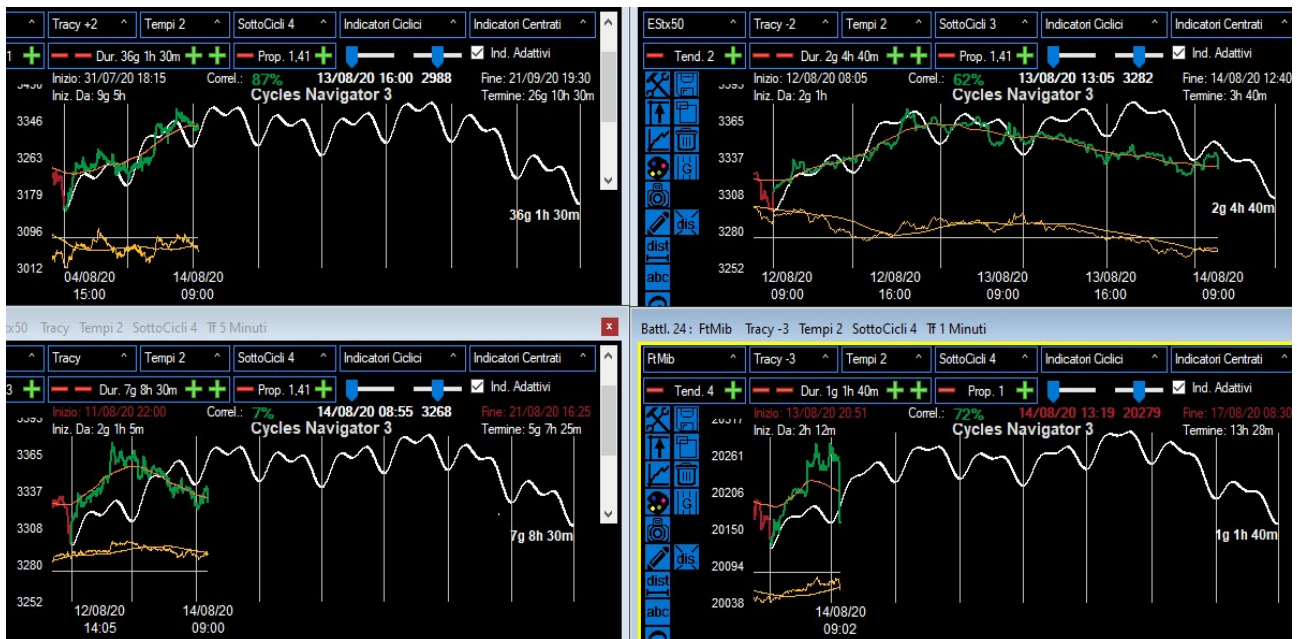 Tracy +2 ^ Tempi 2 ^ SottoCicli 4 ^ Indicatori Ciclici ^ Indicatori Centrati ^
Dur. 36g 1h 30m Prop. 1,41 Ind. Adattivi
Inizio: 31/07/20 18:15 Correl.: 87% 13/08/20 16:00 2988 Fine: 21/09/20 19:30
Iniz. Da: 9g 5h Cycles Navigator 3 Termine: 26g 10h 30m
3346
3263
3179
3096
3012
36g 1h 30m
04/08/20 14/08/20
15:00 09:00
EStx50 ^ Tracy -2 ^ Tempi 2 ^ SottoCicli 3 ^ Indicatori Ciclici ^ Indicatori Centrati ^
Tend. 2 Dur. 2g 4h 40m Prop. 1,41 Ind. Adattivi
Inizio: 12/08/20 08:05 Correl.: 62% 13/08/20 13:05 3282 Fine: 14/08/20 12:40
Iniz. Da: 2g 1h Cycles Navigator 3 Termine: 3h 40m
3365
3337
3308
3280
3252
G
dis.
dist
abc
2g 4h 40m
12/08/20 12/08/20 13/08/20 13/08/20 14/08/20
09:00 16:00 09:00 16:00 09:00
Tracy Tempi 2 SottoCicli 4 Tf 5 Minuti x
^ Tracy ^ Tempi 2 ^ SottoCicli 4 ^ Indicatori Ciclici ^ Indicatori Centrati ^
3 Dur. 7g 8h 30m Prop. 1,41 Ind. Adattivi
Inizio: 11/08/20 22:00 Correl.: 7% 14/08/20 08:55 3268 Fine: 21/08/20 16:25
Iniz. Da: 2g 1h 5m Cycles Navigator 3 Termine: 5g 7h 25m
3365
3337
3308
3280
3252
7g 8h 30m
12/08/20 14/08/20
14:05 09:00
Battl. 24 : FtMib Tracy -3 Tempi 2 SottoCicli 4 Tf 1 Minuti
FtMib ^ Tracy -3 ^ Tempi 2 ^ SottoCicli 4 ^ Indicatori Ciclici ^ Indicatori Centrati ^
Tend. 4 Dur. 1g 1h 40m Prop. 1 Ind. Adattivi
Inizio: 13/08/20 20:51 Correl.: 72% 14/08/20 13:19 20279 Fine: 17/08/20 08:30
Iniz. Da: 2h 12m Cycles Navigator 3 Termine: 13h 28m
20261
20206
20150
20094
20038
G
dis.
dist
abc
1g 1h 40m
14/08/20
09:02